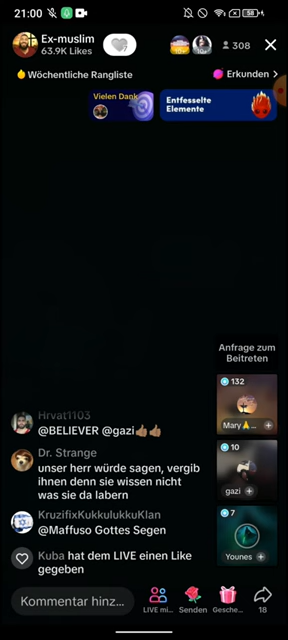 21:00
58
Ex-muslim
63.9K Likes
10+
10+
308
Wöchentliche Rangliste
Erkunden >
Vielen Dank
Entfesselte
Elemente
Anfrage zum
Beitreten
132
Mary🙏...
10
gazi
7
Younes
Hrvat1103
@BELIEVER @gazi👍🏽👍🏽
Dr. Strange
unser herr würde sagen, vergib
ihnen denn sie wissen nicht
was sie da labern
KruzifixKukkulukkuKlan
@Maffuso Gottes Segen
Kuba hat dem LIVE einen Like
gegeben
Kommentar hinz...
LIVE mi...
Senden
Gesche...
18